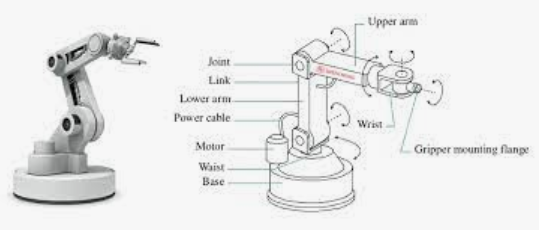 Upper arm
Joint
Link
Lower arm
Power cable
Wrist
Motor
Gripper mounting flange
Waist
Base